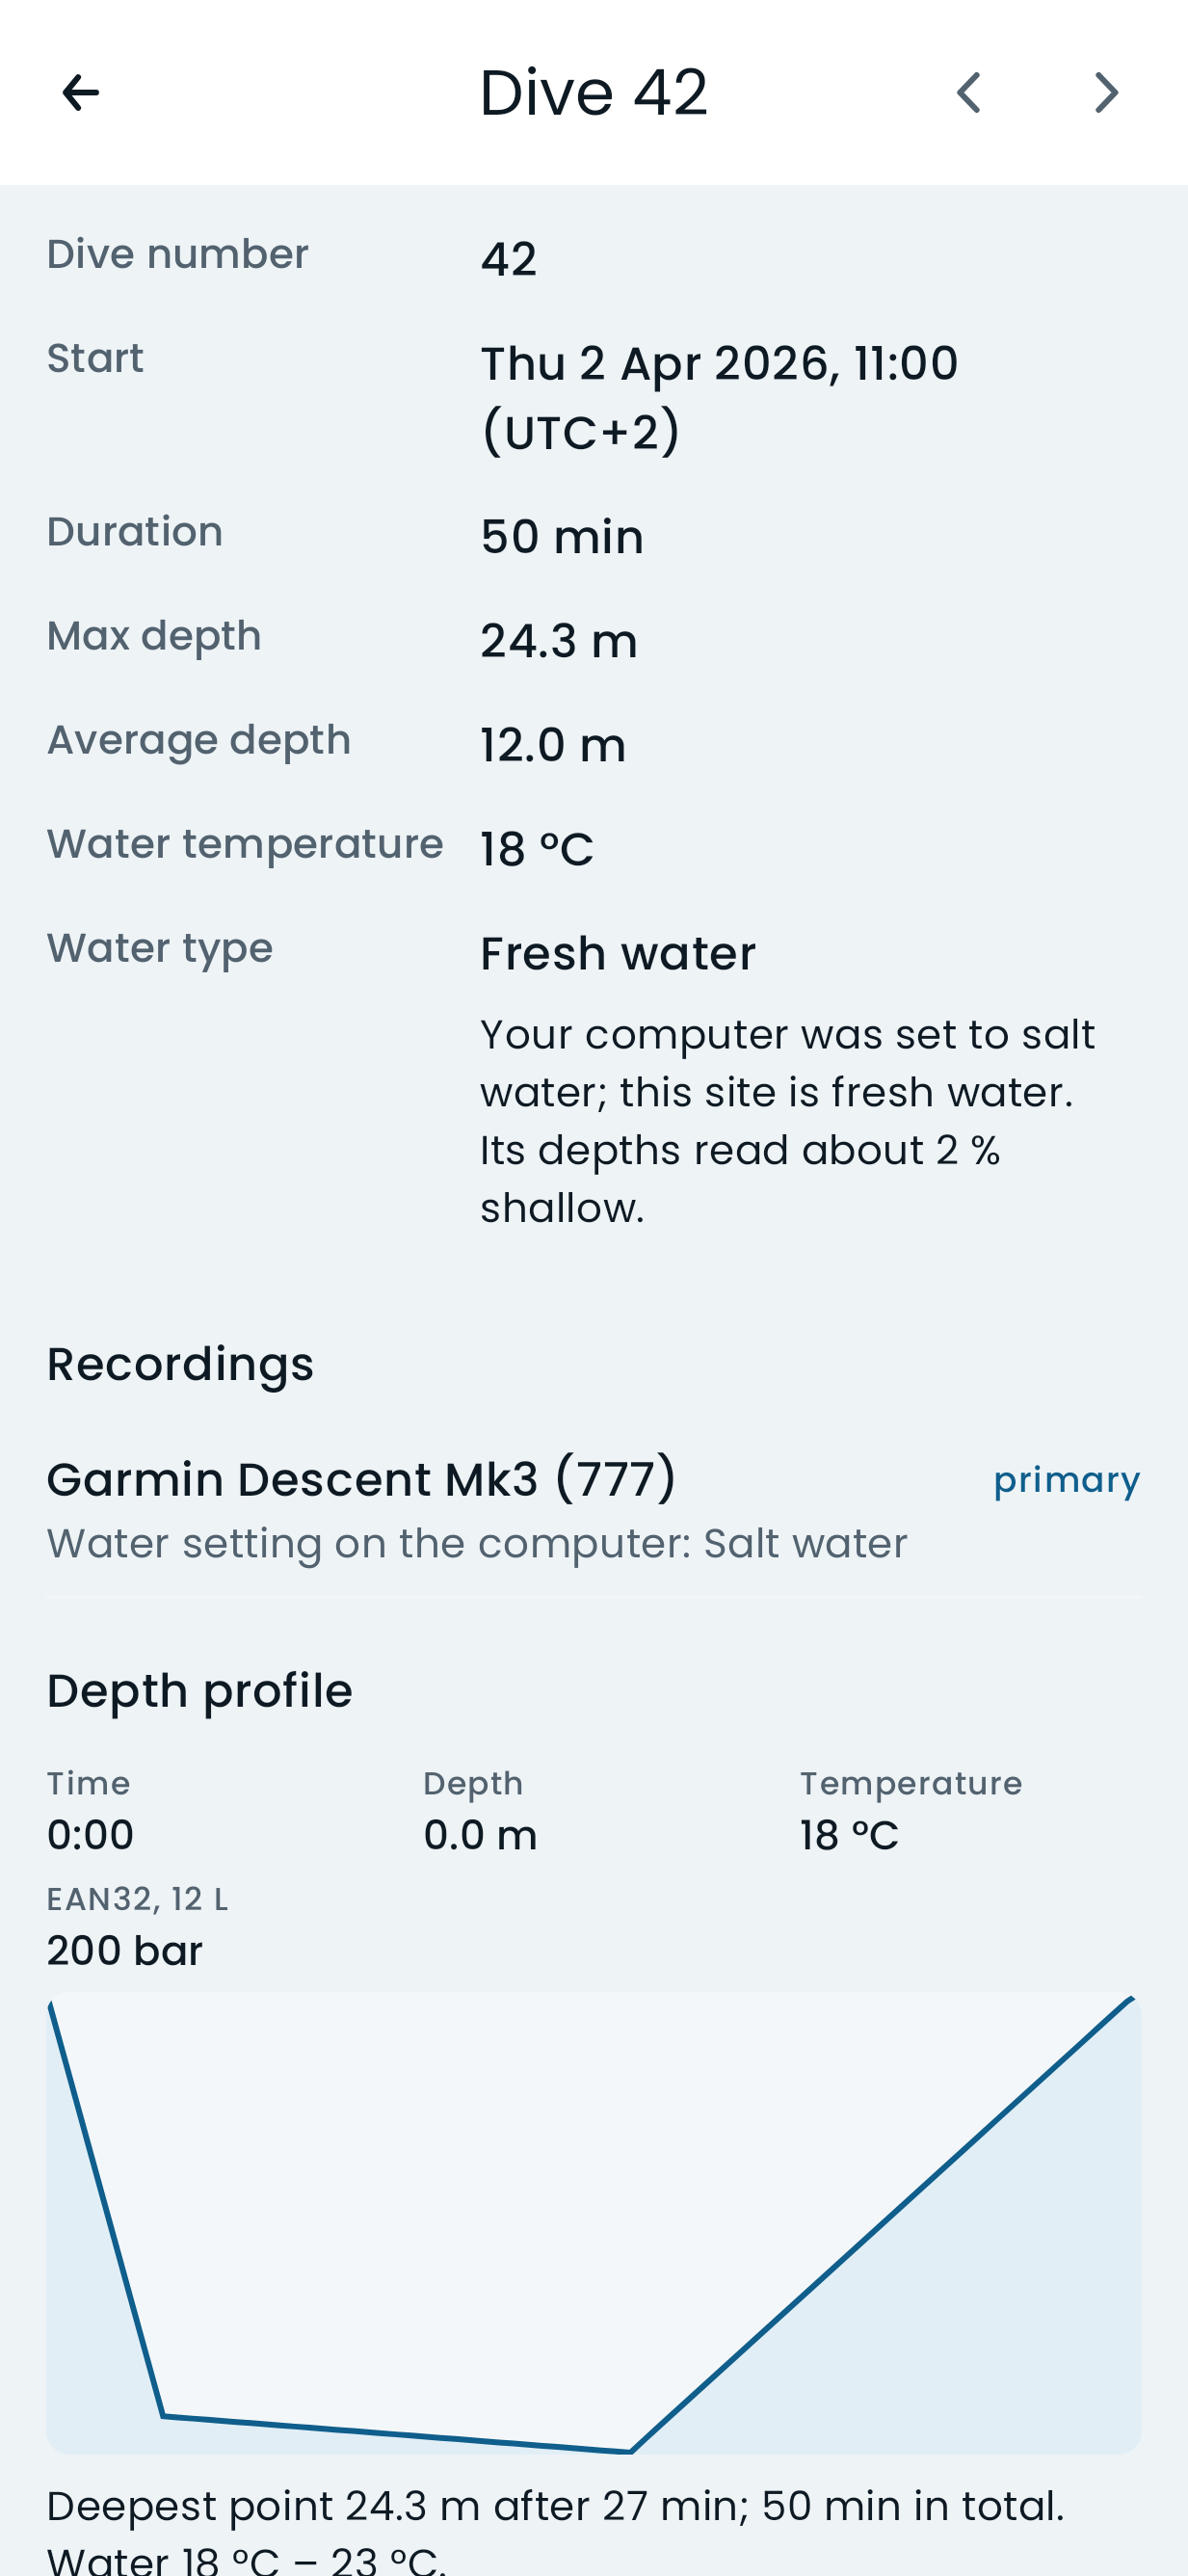 Dive 42
Dive number 42
Start Thu 2 Apr 2026, 11:00
(UTC+2)
Duration 50 min
Max depth 24.3 m
Average depth 12.0 m
Water temperature 18 °C
Water type Fresh water
Your computer was set to salt
water; this site is fresh water.
Its depths read about 2 %
shallow.
Recordings
Garmin Descent Mk3 (777) primary
Water setting on the computer: Salt water
Depth profile
Time Depth Temperature
0:00 0.0 m 18 °C
EAN32, 12 L
200 bar
Deepest point 24.3 m after 27 min; 50 min in total.
Water 18 °C – 23 °C.